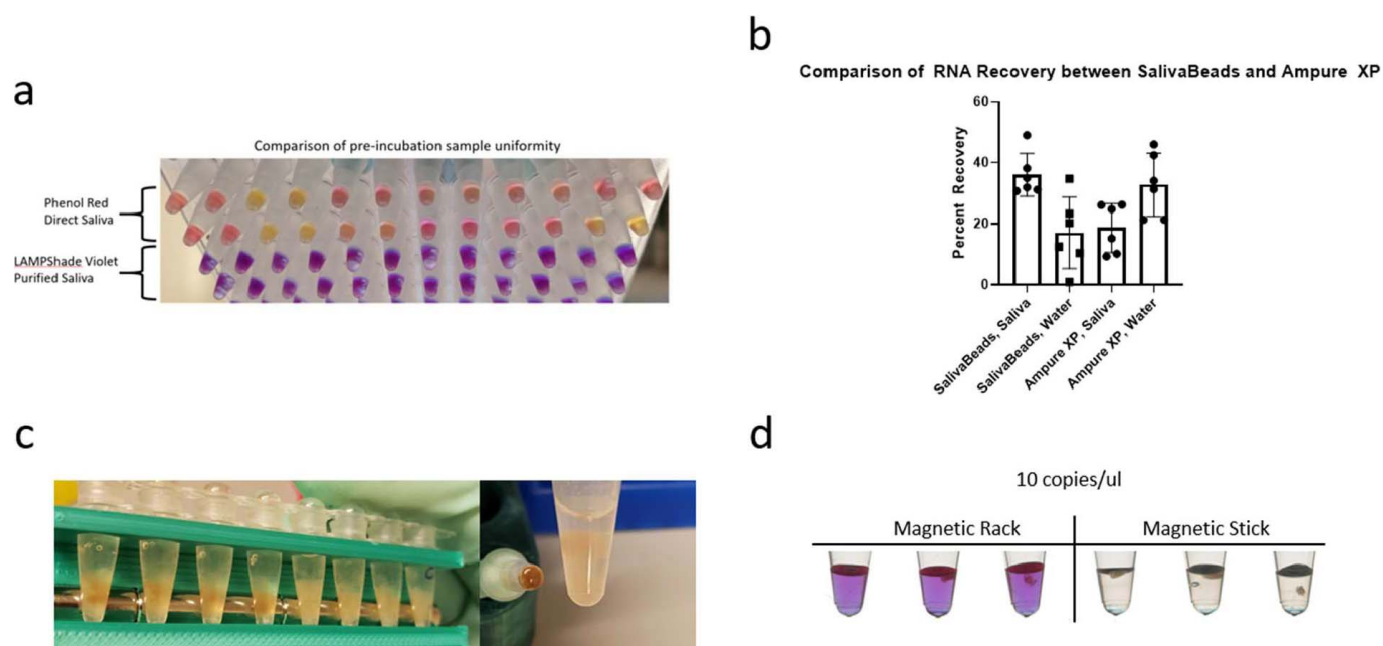 a
Comparison of pre-incubation sample uniformity
Phenol Red
Direct Saliva
LAMPShade Violet
Purified Saliva
b
Comparison of RNA Recovery between SalivaBeads and Ampure XP
Percent Recovery
60
40
20
0
SalivaBeads, Saliva
SalivaBeads, Water
Ampure XP, Saliva
Ampure XP, Water
c
d
10 copies/ul
Magnetic Rack
Magnetic Stick